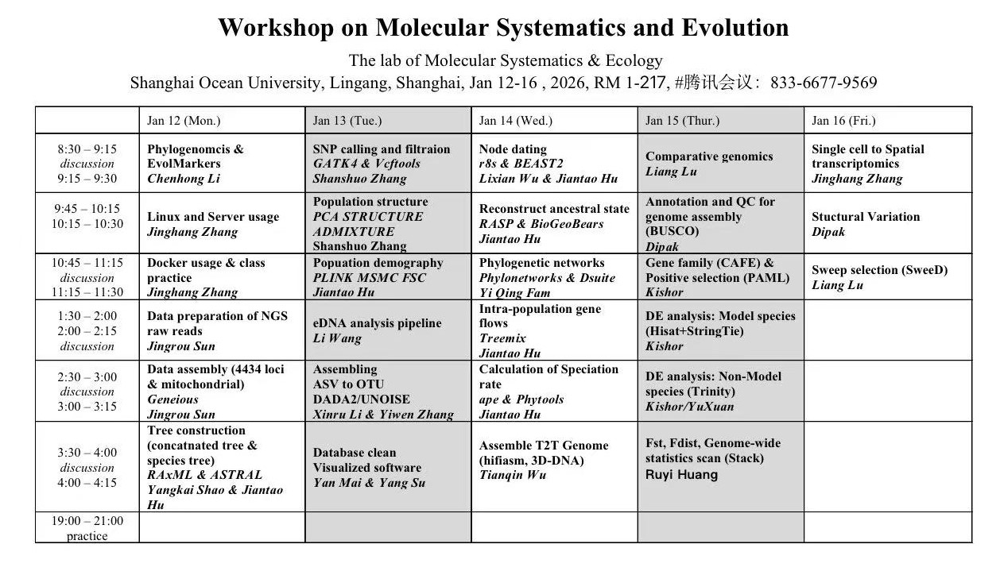 Workshop on Molecular Systematics and Evolution
The lab of Molecular Systematics & Ecology
Shanghai Ocean University, Lingang, Shanghai, Jan 12-16 , 2026, RM 1-217, #腾讯会议：833-6677-9569
Jan 12 (Mon.)
Jan 13 (Tue.)
Jan 14 (Wed.)
Jan 15 (Thur.)
Jan 16 (Fri.)
8:30 – 9:15
discussion
9:15 – 9:30
Phylogenomcis &
EvolMarkers
Chenhong Li
SNP calling and filtraion
GATK4 & Vcftools
Shanshuo Zhang
Node dating
r8s & BEAST2
Lixian Wu & Jiantao Hu
Comparative genomics
Liang Lu
Single cell to Spatial
transcriptomics
Jinghang Zhang
9:45 – 10:15
10:15 – 10:30
Linux and Server usage
Jinghang Zhang
Population structure
PCA STRUCTURE
ADMIXTURE
Shanshuo Zhang
Reconstruct ancestral state
RASP & BioGeoBears
Jiantao Hu
Annotation and QC for
genome assembly
(BUSCO)
Dipak
Stuctural Variation
Dipak
10:45 – 11:15
discussion
11:15 – 11:30
Docker usage & class
practice
Jinghang Zhang
Popuation demography
PLINK MSMC FSC
Jiantao Hu
Phylogenetic networks
Phylonetworks & Dsuite
Yi Qing Fam
Gene family (CAFE) &
Positive selection (PAML)
Kishor
Sweep selection (SweeD)
Liang Lu
1:30 – 2:00
2:00 – 2:15
discussion
Data preparation of NGS
raw reads
Jingrou Sun
eDNA analysis pipeline
Li Wang
Intra-population gene
flows
Treemix
Jiantao Hu
DE analysis: Model species
(Hisat+StringTie)
Kishor
2:30 – 3:00
discussion
3:00 – 3:15
Data assembly (4434 loci
& mitochondrial)
Geneious
Jingrou Sun
Assembling
ASV to OTU
DADA2/UNOISE
Xinru Li & Yiwen Zhang
Calculation of Speciation
rate
ape & Phytools
Jiantao Hu
DE analysis: Non-Model
species (Trinity)
Kishor/YuXuan
3:30 – 4:00
discussion
4:00 – 4:15
Tree construction
(concatnated tree &
species tree)
RAxML & ASTRAL
Yangkai Shao & Jiantao
Hu
Database clean
Visualized software
Yan Mai & Yang Su
Assemble T2T Genome
(hifiasm, 3D-DNA)
Tianqin Wu
Fst, Fdist, Genome-wide
statistics scan (Stack)
Ruyi Huang
19:00 – 21:00
practice